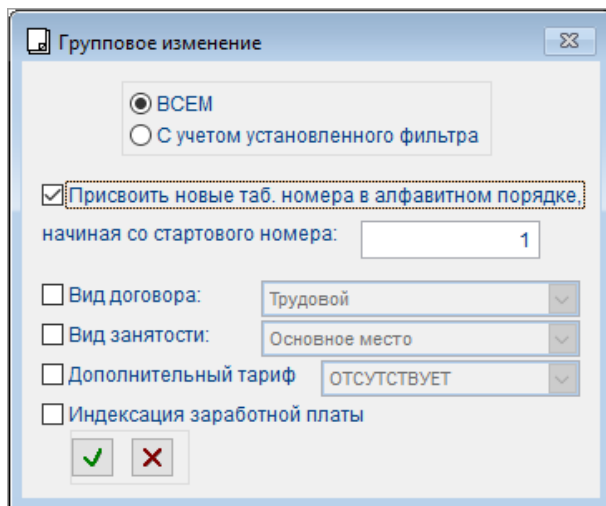 Групповое изменение
ВСЕМ
С учетом установленного фильтра
Присвоить новые таб. номера в алфавитном порядке,
начиная со стартового номера: 1
Вид договора: Трудовой
Вид занятости: Основное место
Дополнительный тариф ОТСУТСТВУЕТ
Индексация заработной платы